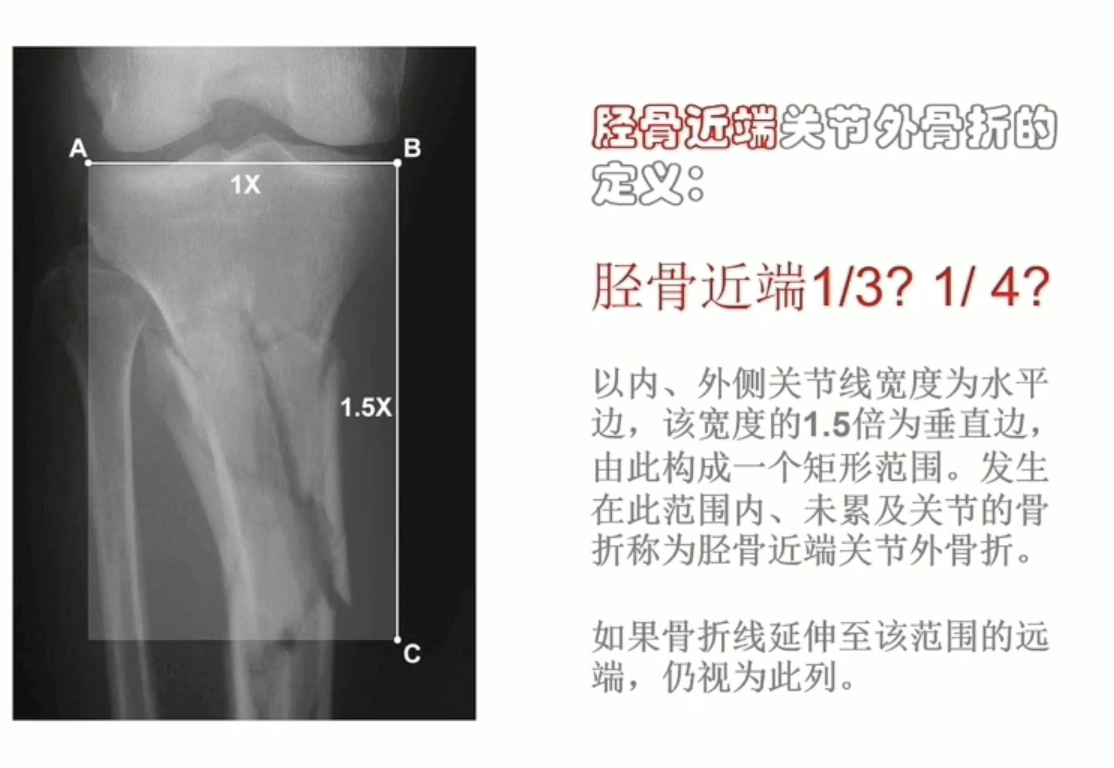 A
B
1X
1.5X
C
胫骨近端关节外骨折的
定义：
胫骨近端1/3? 1/ 4?
以内、外侧关节线宽度为水平
边，该宽度的1.5倍为垂直边，
由此构成一个矩形范围。发生
在此范围内、未累及关节的骨
折称为胫骨近端关节外骨折。
如果骨折线延伸至该范围的远
端，仍视为此列。